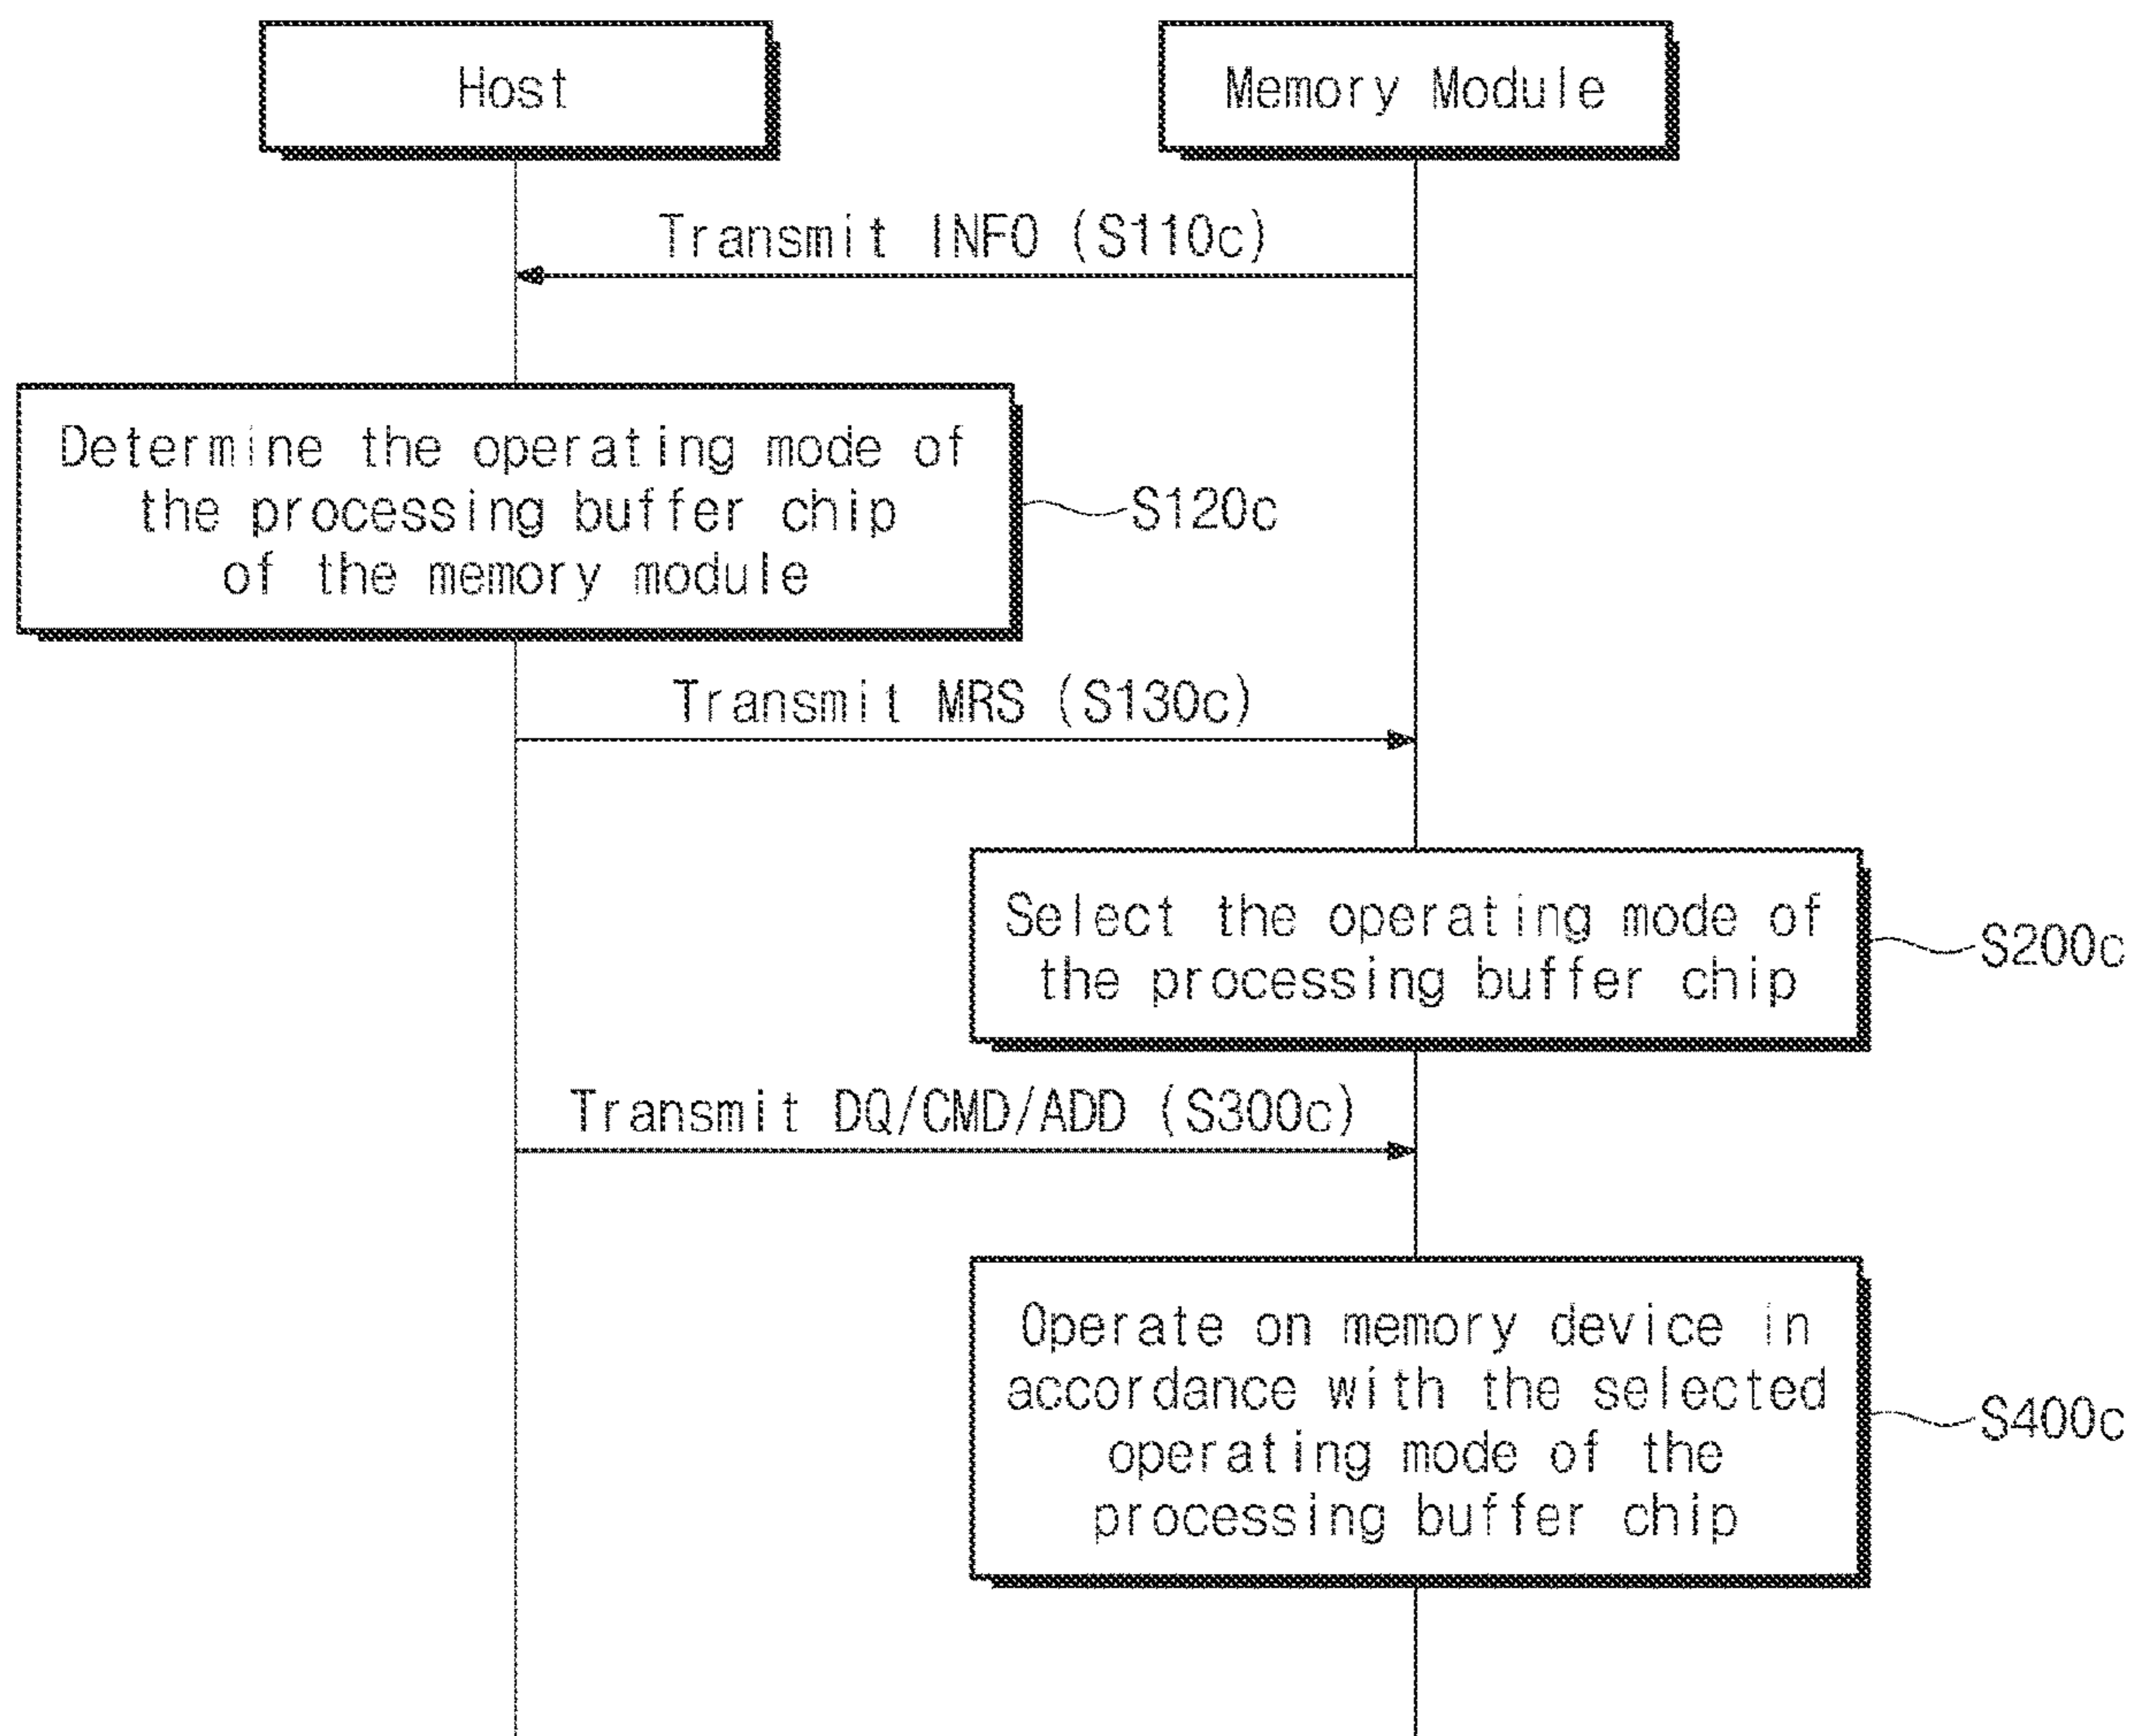 Host
Memory Module
Transmit INFO (S110c)
Determine the operating mode of
the processing buffer chip
of the memory module
S120c
Transmit MRS (S130c)
Select the operating mode of
the processing buffer chip
S200c
Transmit DQ/CMD/ADD (S300c)
Operate on memory device in
accordance with the selected
operating mode of the
processing buffer chip
S400c